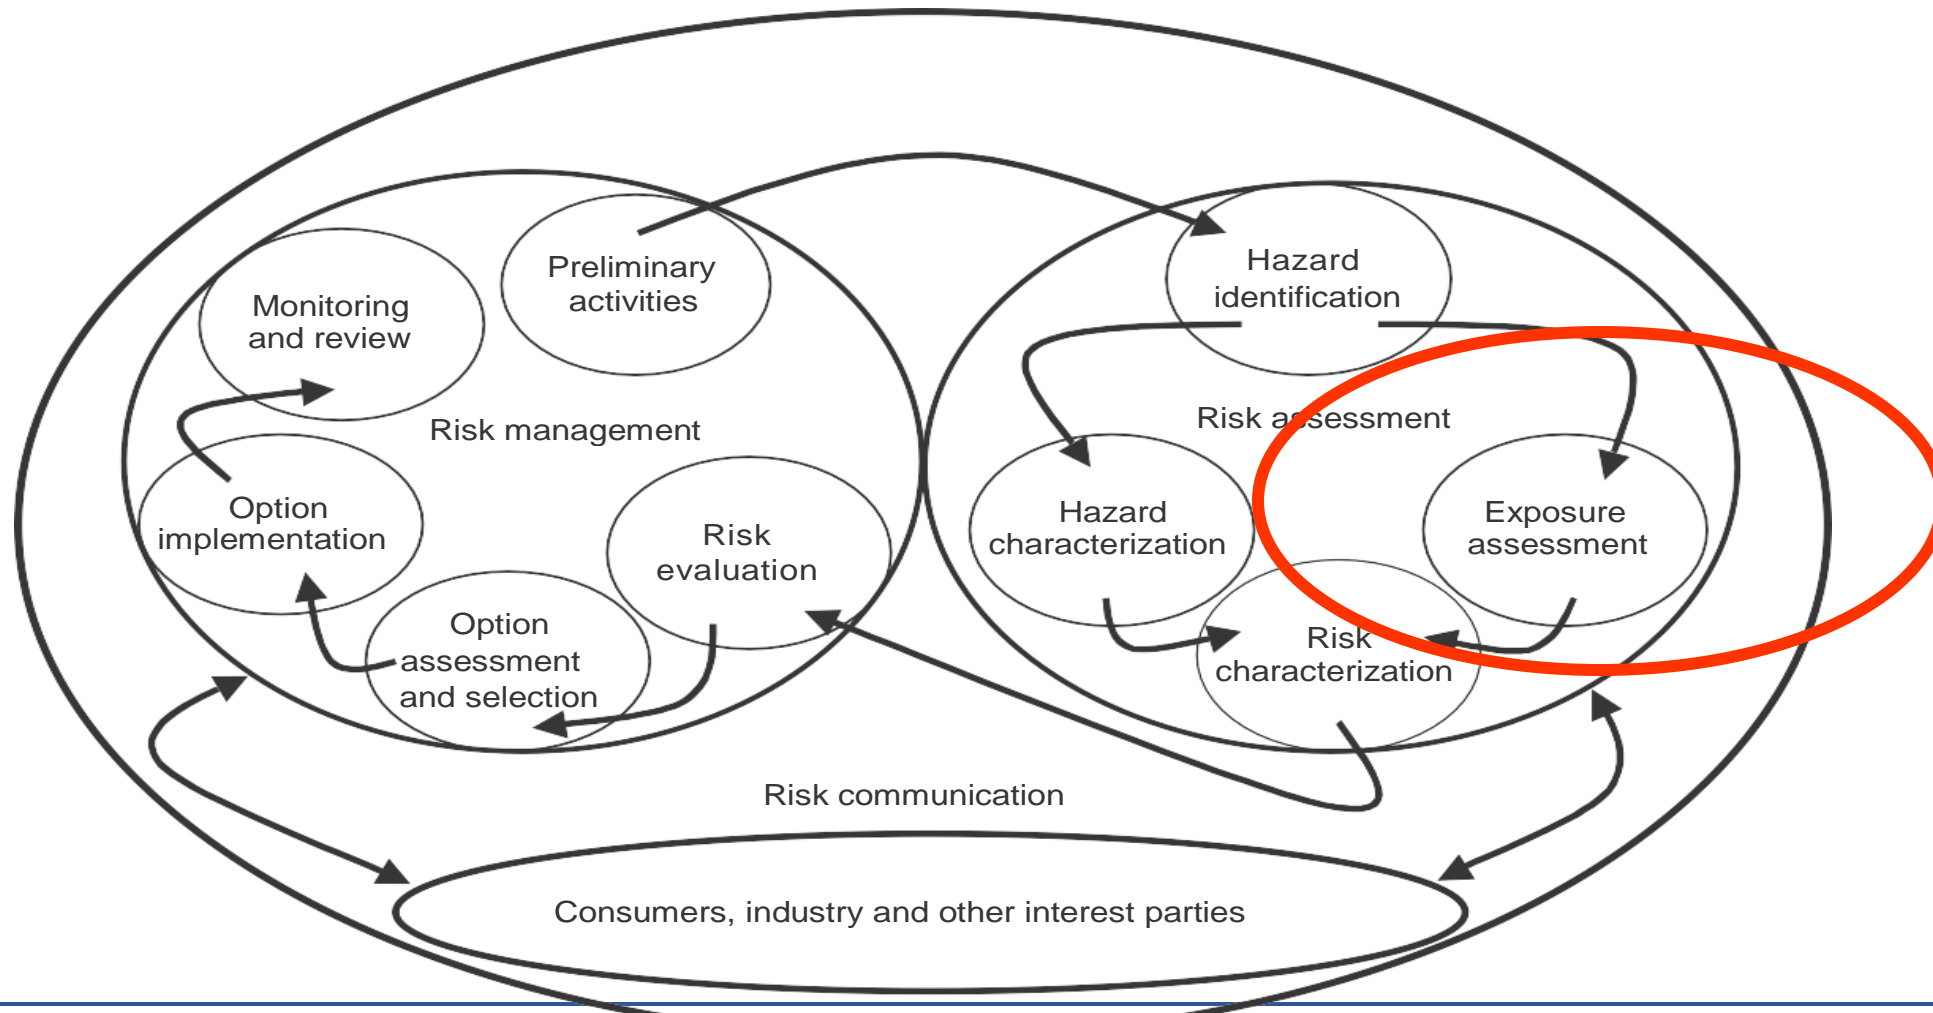 Preliminary
activities
Monitoring
and review
Risk management
Option
implementation
Risk
evaluation
Option
assessment
and selection
Hazard
identification
Risk assessment
Hazard
characterization
Exposure
assessment
Risk
characterization
Risk communication
Consumers, industry and other interest parties